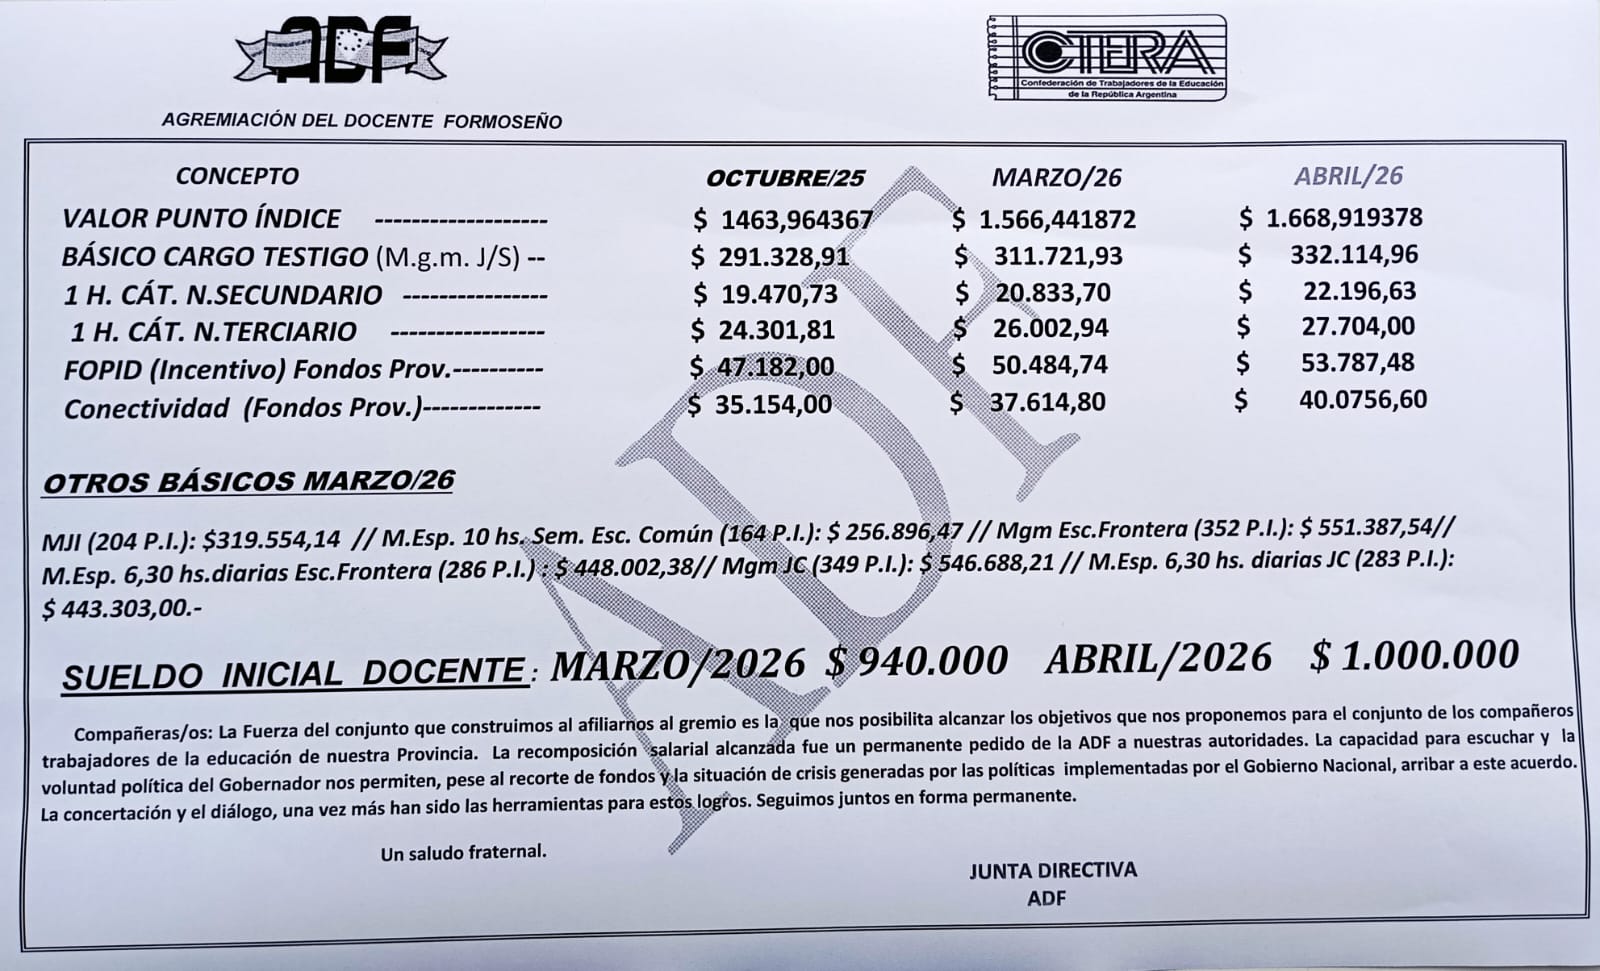 ADF
CTERA
Confederación de Trabajadores de la Educación
de la República Argentina
AGREMIACIÓN DEL DOCENTE FORMOSEÑO
CONCEPTO OCTUBRE/25 MARZO/26 ABRIL/26
VALOR PUNTO ÍNDICE ------------------- $ 1463,964367 $ 1.566,441872 $ 1.668,919378
BÁSICO CARGO TESTIGO (M.g.m. J/S) -- $ 291.328,91 $ 311.721,93 $ 332.114,96
1 H. CÁT. N.SECUNDARIO ---------------- $ 19.470,73 $ 20.833,70 $ 22.196,63
1 H. CÁT. N.TERCIARIO ----------------- $ 24.301,81 $ 26.002,94 $ 27.704,00
FOPID (Incentivo) Fondos Prov.---------- $ 47.182,00 $ 50.484,74 $ 53.787,48
Conectividad (Fondos Prov.)------------- $ 35.154,00 $ 37.614,80 $ 40.0756,60
OTROS BÁSICOS MARZO/26
MJI (204 P.I.): $319.554,14 // M.Esp. 10 hs. Sem. Esc. Común (164 P.I.): $ 256.896,47 // Mgm Esc.Frontera (352 P.I.): $ 551.387,54//
M.Esp. 6,30 hs.diarias Esc.Frontera (286 P.I.) : $ 448.002,38// Mgm JC (349 P.I.): $ 546.688,21 // M.Esp. 6,30 hs. diarias JC (283 P.I.):
$ 443.303,00.-
SUELDO INICIAL DOCENTE: MARZO/2026 $ 940.000 ABRIL/2026 $ 1.000.000
Compañeras/os: La Fuerza del conjunto que construimos al afiliarnos al gremio es la que nos posibilita alcanzar los objetivos que nos proponemos para el conjunto de los compañeros
trabajadores de la educación de nuestra Provincia. La recomposición salarial alcanzada fue un permanente pedido de la ADF a nuestras autoridades. La capacidad para escuchar y la
voluntad política del Gobernador nos permiten, pese al recorte de fondos y la situación de crisis generadas por las políticas implementadas por el Gobierno Nacional, arribar a este acuerdo.
La concertación y el diálogo, una vez más han sido las herramientas para estos logros. Seguimos juntos en forma permanente.
Un saludo fraternal.
JUNTA DIRECTIVA
ADF
ADF